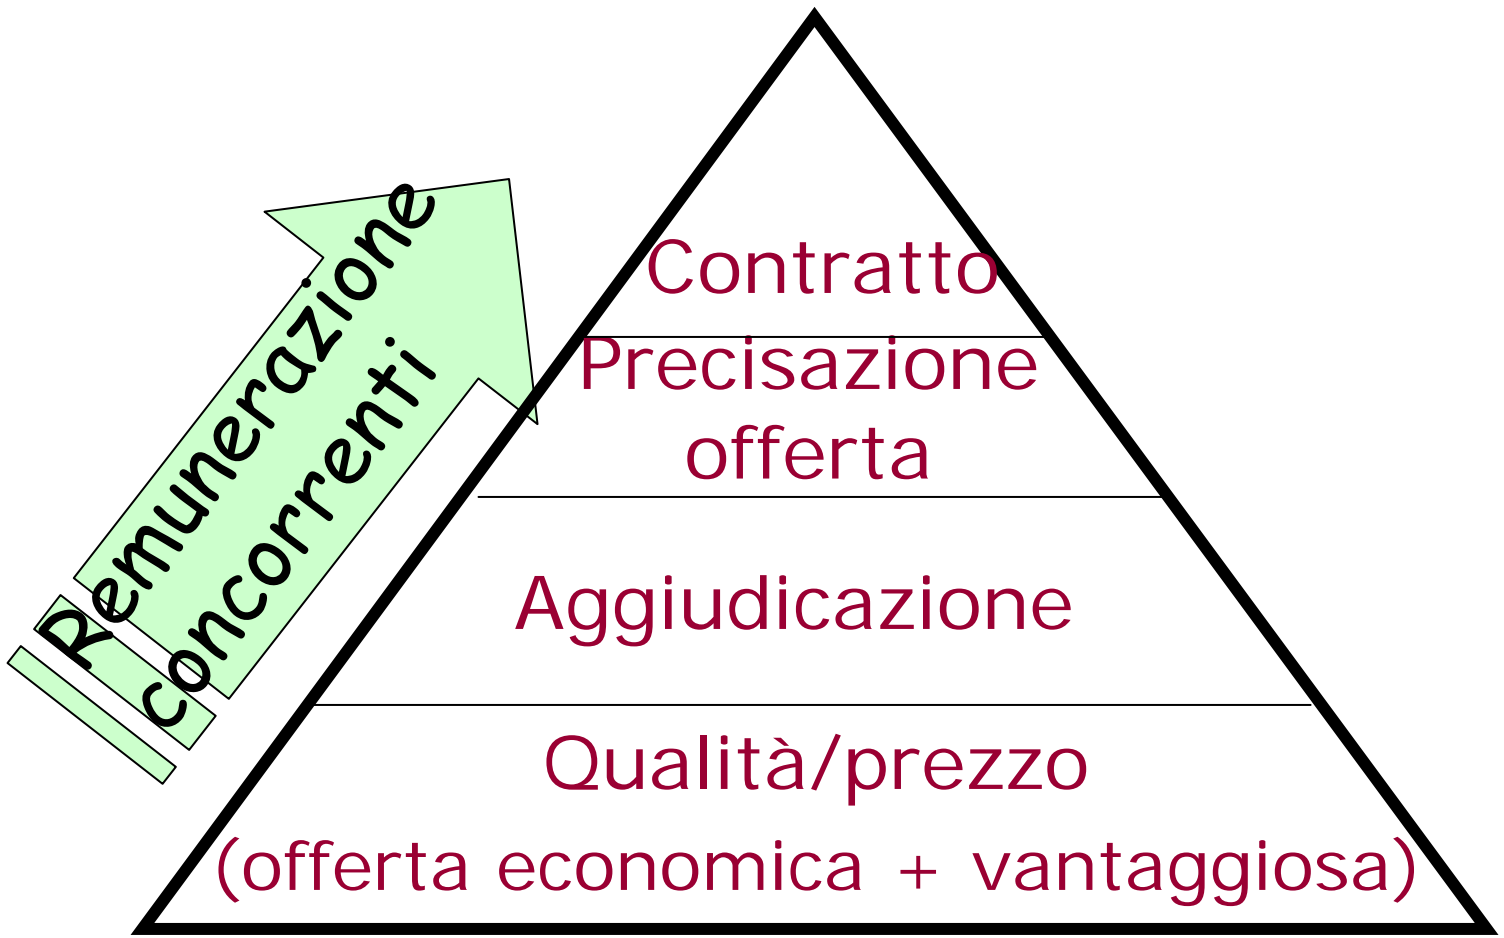 Contratto
Precisazione
offerta
Aggiudicazione
Qualità/prezzo
(offerta economica + vantaggiosa)
Remunerazione
concorrenti